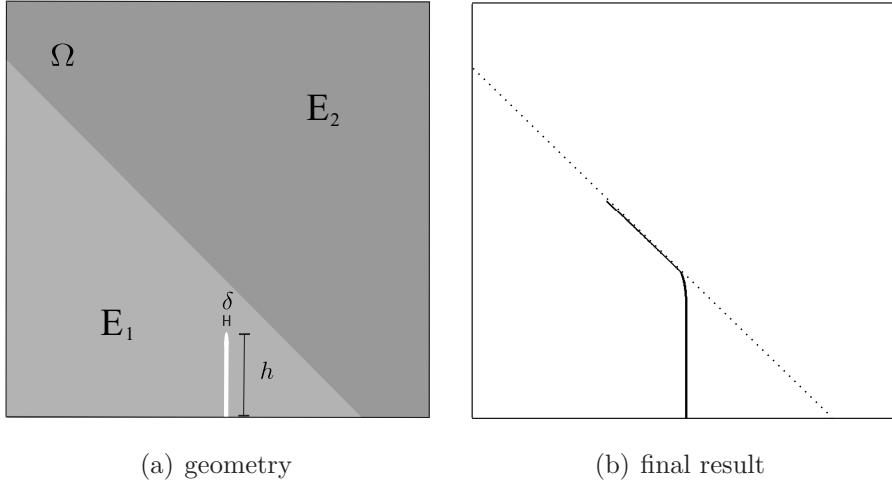 Ω
E₂
δ
E₁
h
(a) geometry
(b) final result